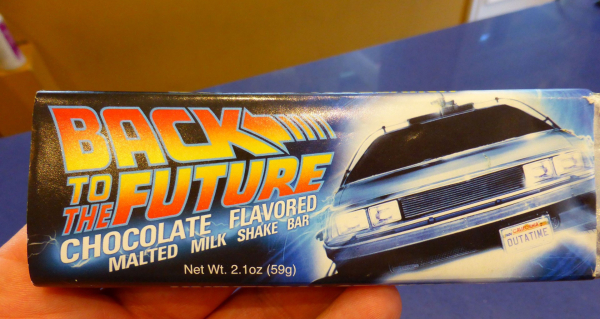 BACK
TO
THE FUTURE
CHOCOLATE FLAVORED
MALTED MILK SHAKE BAR
Net Wt. 2.1oz (59g)
OUTATIME